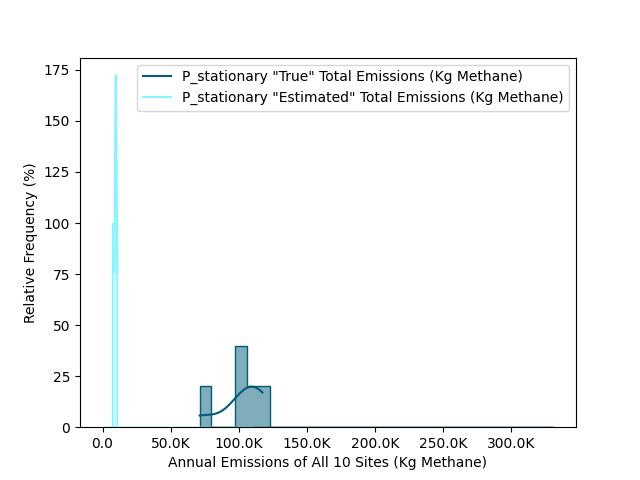 P_stationary "True" Total Emissions (Kg Methane)
P_stationary "Estimated" Total Emissions (Kg Methane)
175
150
125
100
75
50
25
0
Relative Frequency (%)
0.0 50.0K 100.0K 150.0K 200.0K 250.0K 300.0K
Annual Emissions of All 10 Sites (Kg Methane)